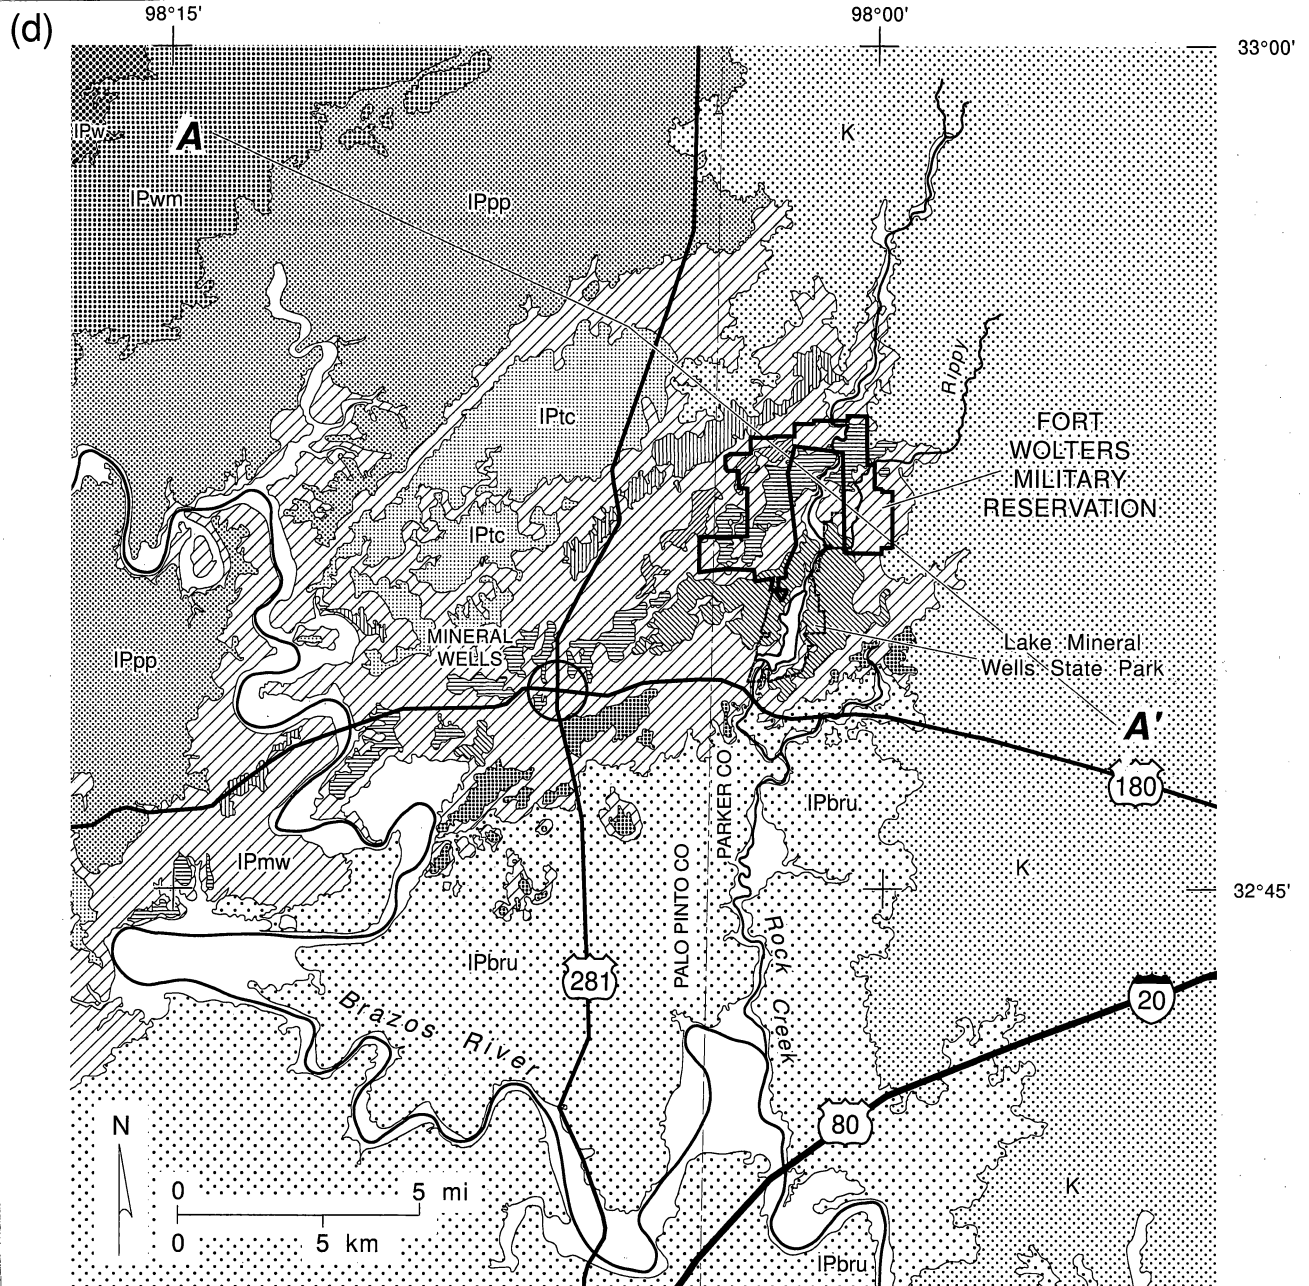 (d)
98°15'
98°00'
33°00'
IPw
A
K
IPwm
IPpp
Rippy
IPtc
FORT
WOLTERS
MILITARY
RESERVATION
IPtc
MINERAL
WELLS
Lake Mineral
Wells State Park
IPpp
A'
180
PARKER CO
IPbru
IPmw
K
PALO PINTO CO
32°45'
Rock Creek
IPbru
281
20
Brazos River
80
N
K
0 5 mi
0 5 km
IPbru